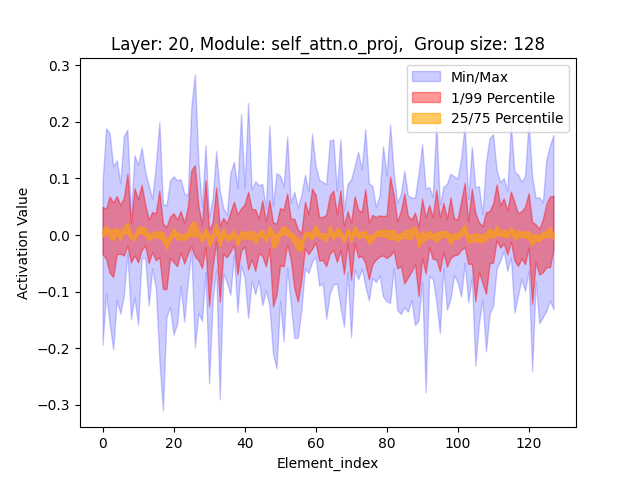 Layer: 20, Module: self_attn.o_proj,  Group size: 128
Min/Max
1/99 Percentile
25/75 Percentile
Activation Value
0.3
0.2
0.1
0.0
−0.1
−0.2
−0.3
0 20 40 60 80 100 120
Element_index